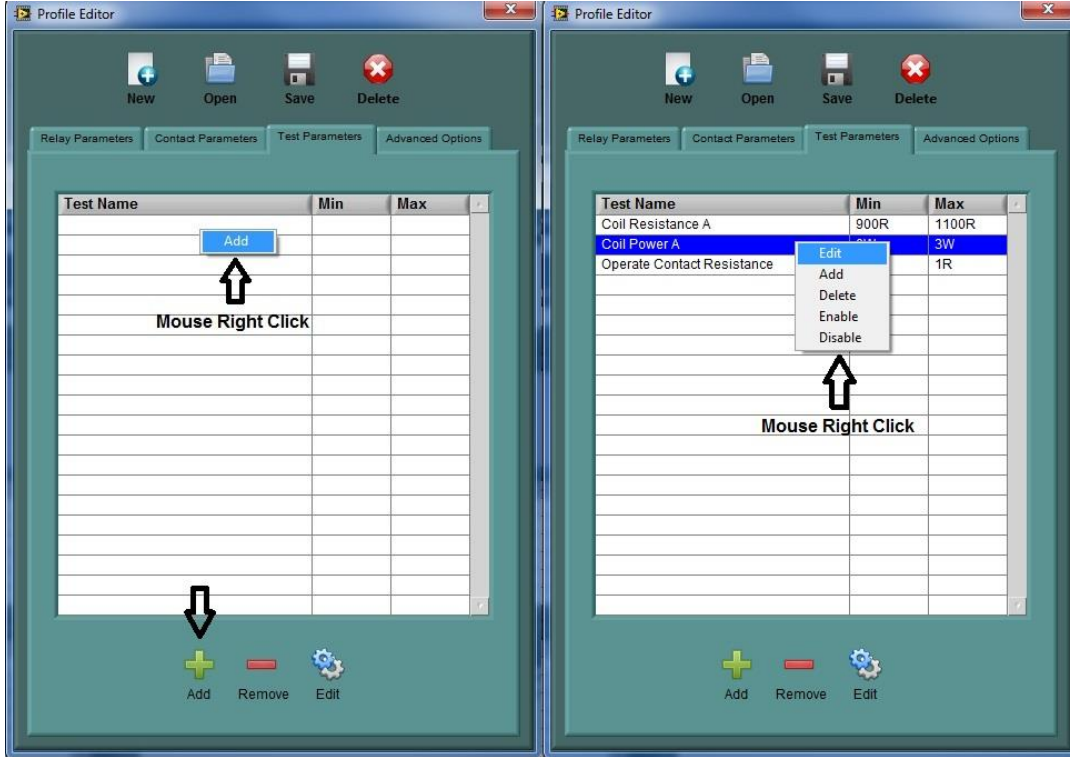 Profile Editor
New Open Save Delete
Relay Parameters Contact Parameters Test Parameters Advanced Options
Test Name Min Max
Add
Mouse Right Click
Add Remove Edit
Profile Editor
New Open Save Delete
Relay Parameters Contact Parameters Test Parameters Advanced Options
Test Name Min Max
Coil Resistance A 900R 1100R
Coil Power A 3W
Operate Contact Resistance 1R
Edit
Add
Delete
Enable
Disable
Mouse Right Click
Add Remove Edit